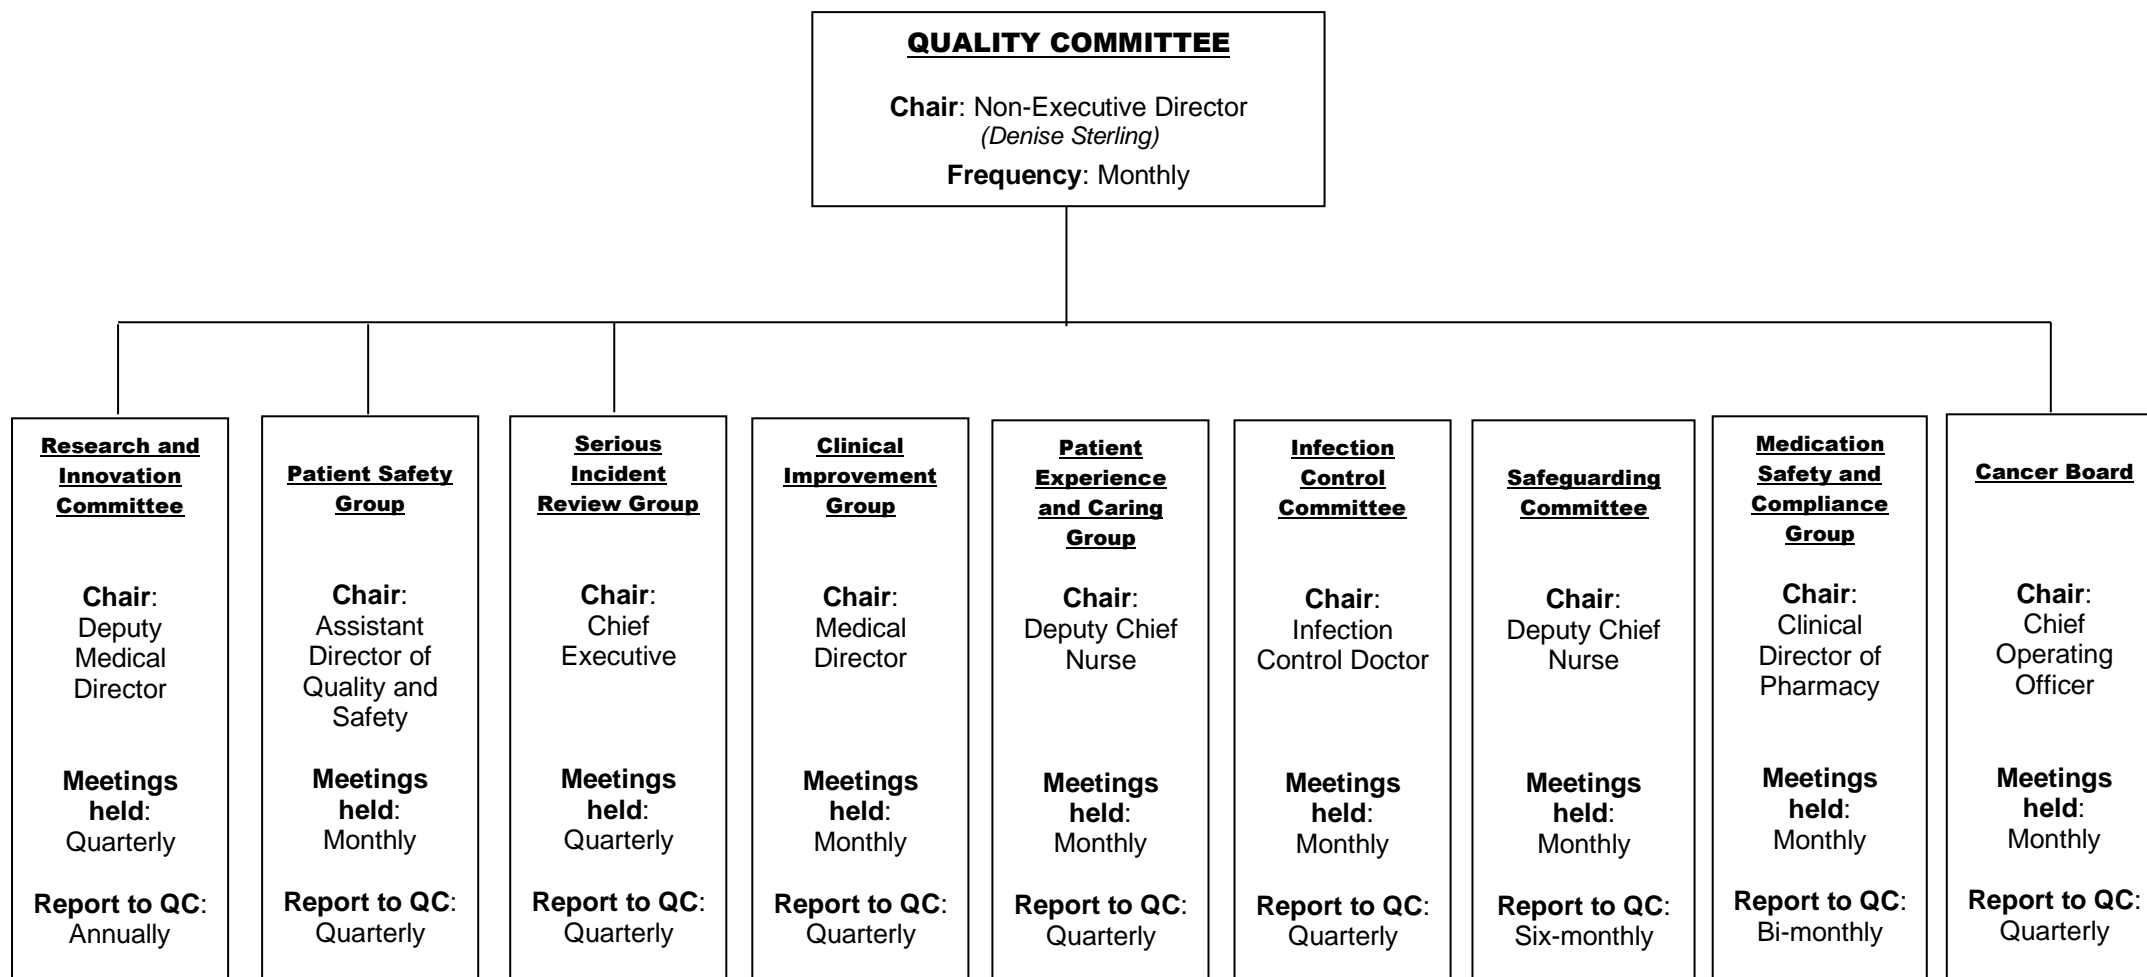 QUALITY COMMITTEE
Chair: Non-Executive Director
(Denise Sterling)
Frequency: Monthly
Research and
Innovation
Committee
Chair:
Deputy
Medical
Director
Meetings
held:
Quarterly
Report to QC:
Annually
Patient Safety
Group
Chair:
Assistant
Director of
Quality and
Safety
Meetings
held:
Monthly
Report to QC:
Quarterly
Serious
Incident
Review Group
Chair:
Chief
Executive
Meetings
held:
Quarterly
Report to QC:
Quarterly
Clinical
Improvement
Group
Chair:
Medical
Director
Meetings
held:
Monthly
Report to QC:
Quarterly
Patient
Experience
and Caring
Group
Chair:
Deputy Chief
Nurse
Meetings
held:
Monthly
Report to QC:
Quarterly
Infection
Control
Committee
Chair:
Infection
Control Doctor
Meetings
held:
Monthly
Report to QC:
Quarterly
Safeguarding
Committee
Chair:
Deputy Chief
Nurse
Meetings
held:
Monthly
Report to QC:
Six-monthly
Medication
Safety and
Compliance
Group
Chair:
Clinical
Director of
Pharmacy
Meetings
held:
Monthly
Report to QC:
Bi-monthly
Cancer Board
Chair:
Chief
Operating
Officer
Meetings
held:
Monthly
Report to QC:
Quarterly